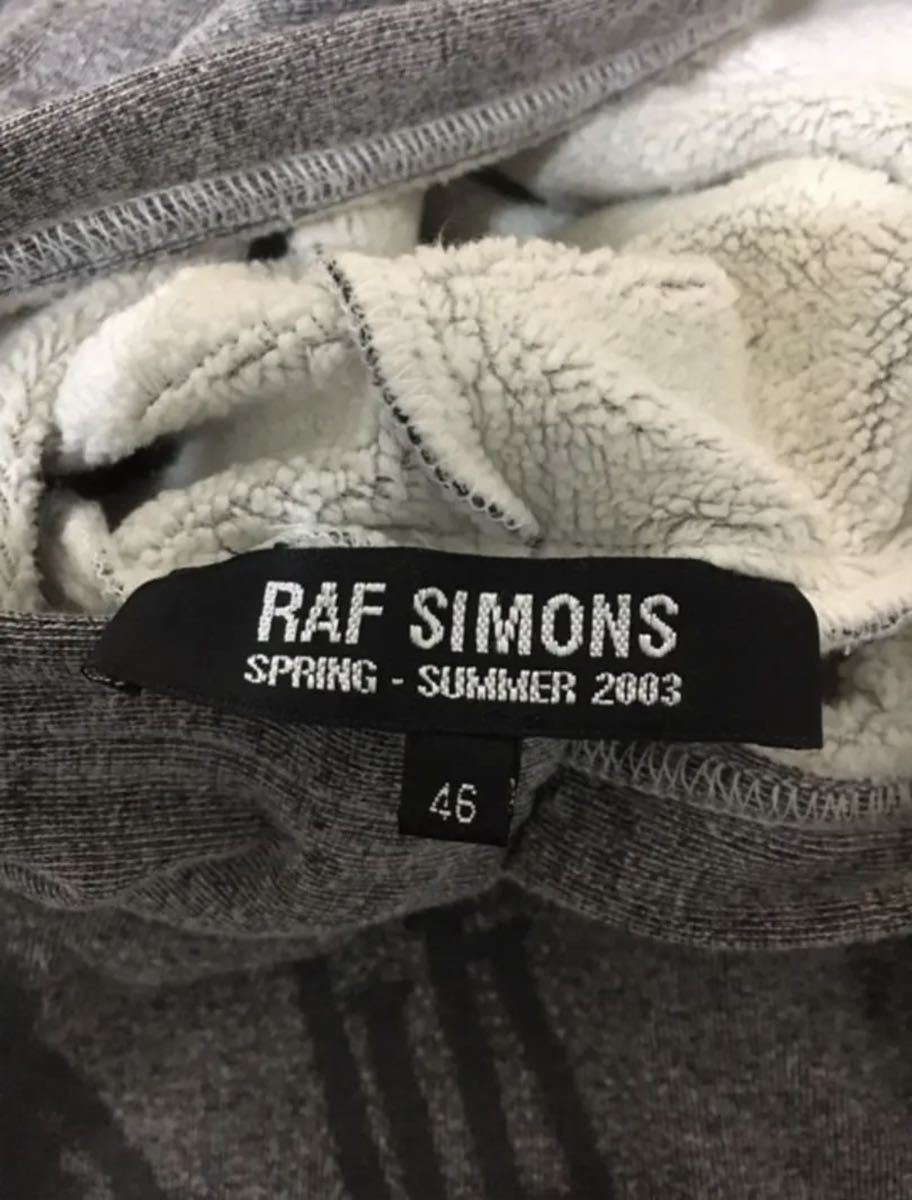 RAF SIMONS
SPRING - SUMMER 2003
46